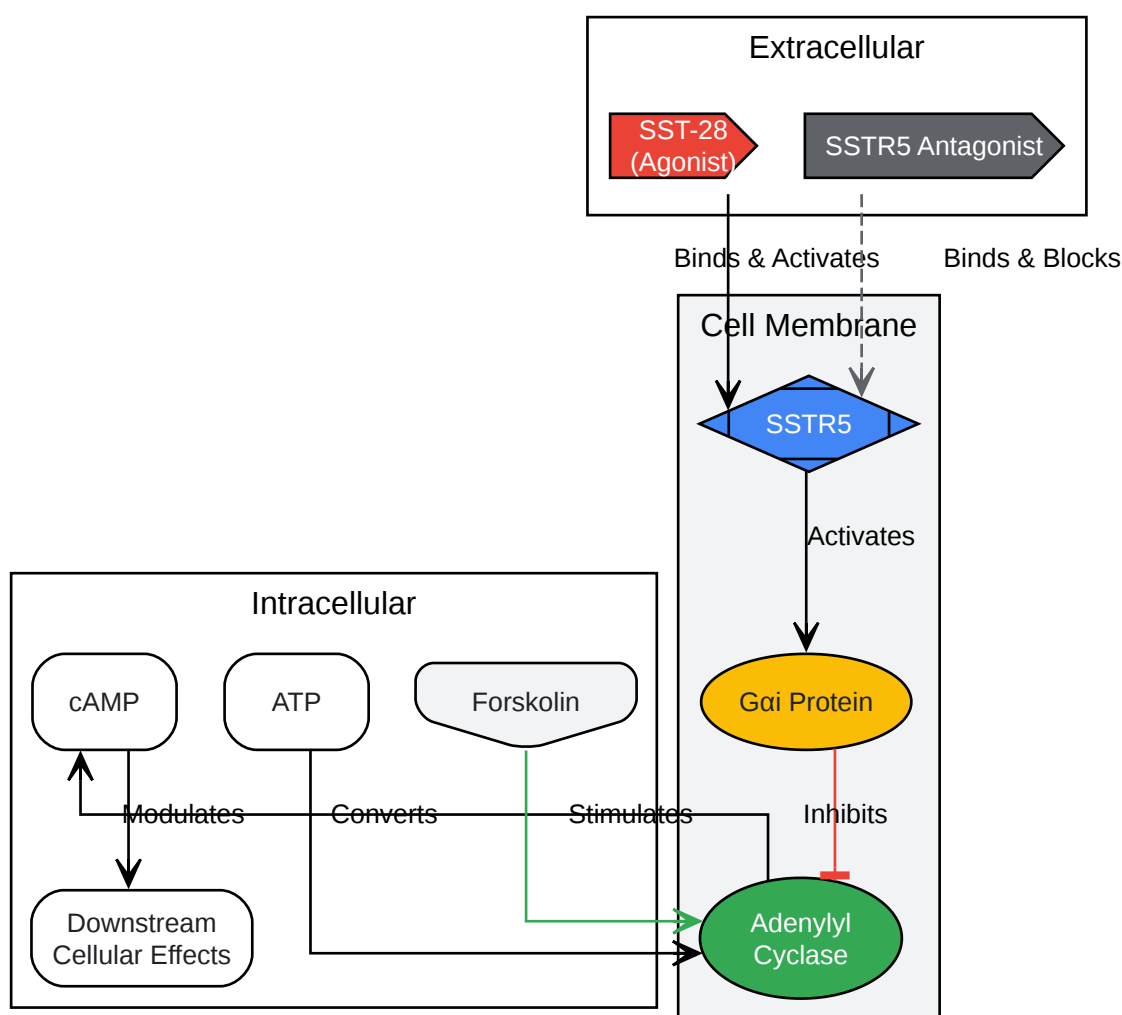 Extracellular
SST-28
(Agonist)
SSTR5 Antagonist
Binds & Activates
Binds & Blocks
Cell Membrane
SSTR5
Activates
Intracellular
cAMP
ATP
Forskolin
Gαi Protein
Modulates
Converts
Stimulates
Inhibits
Downstream
Cellular Effects
Adenylyl
Cyclase